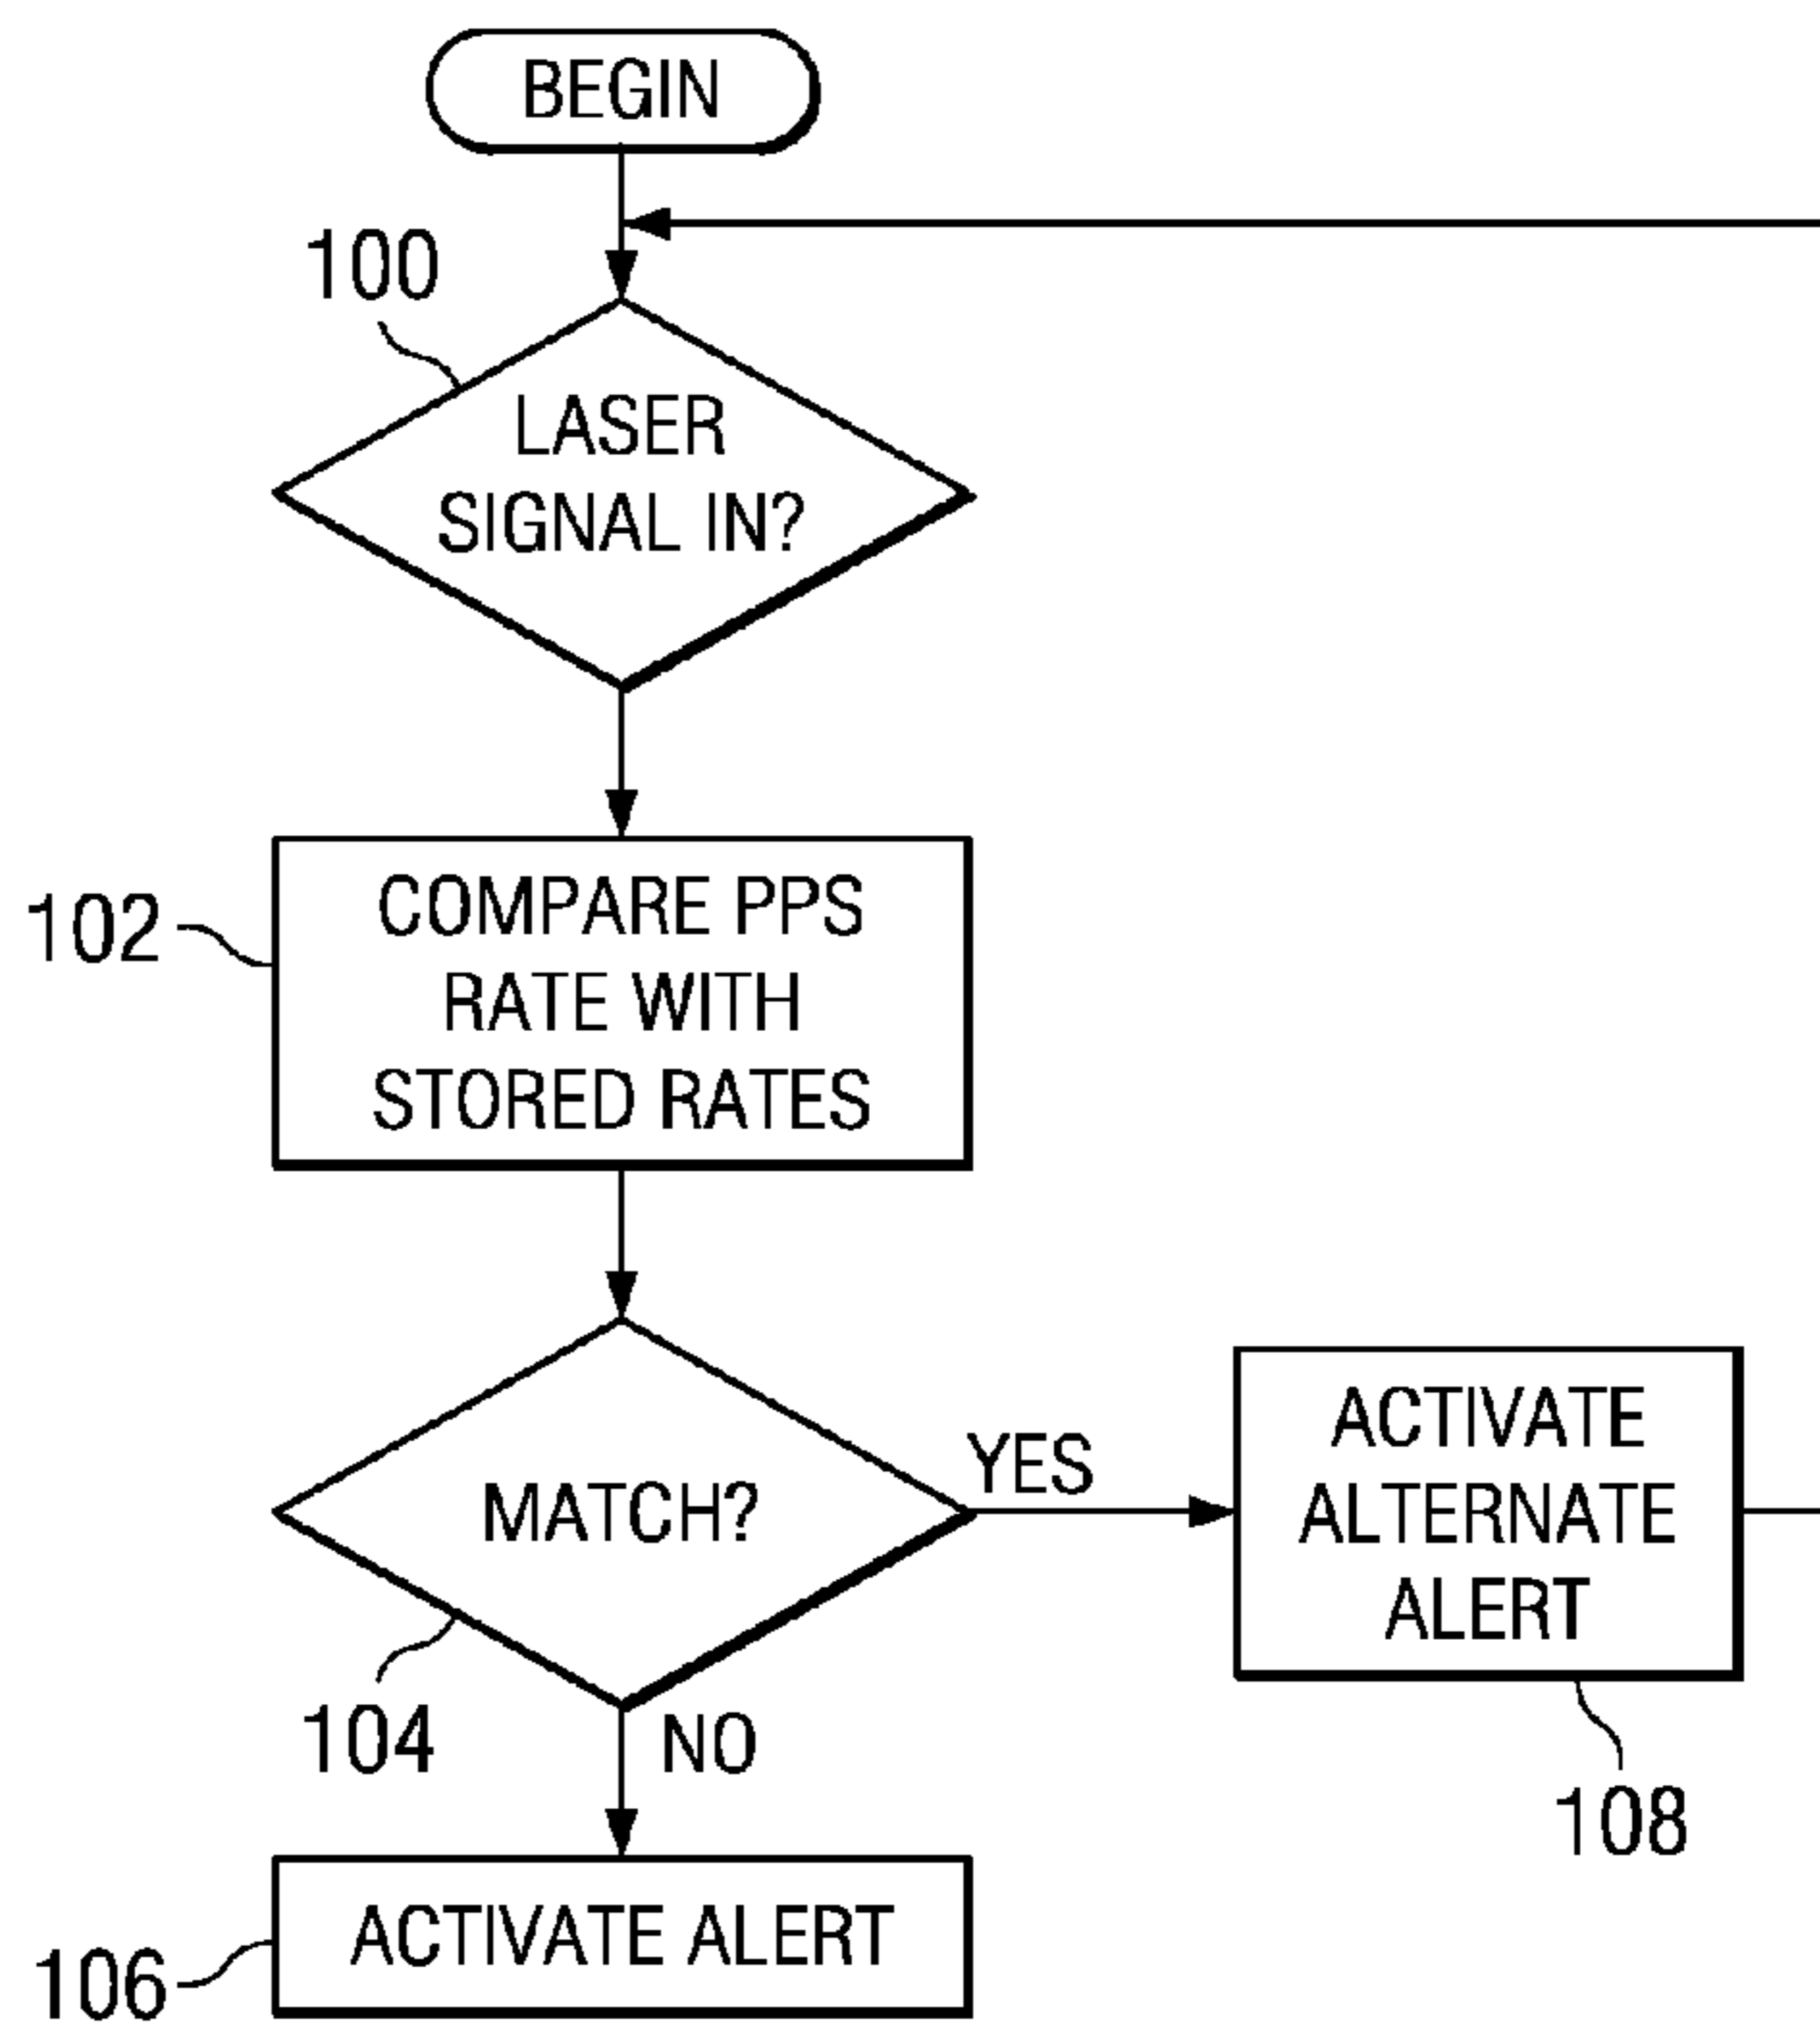 BEGIN
100
LASER
SIGNAL IN?
102
COMPARE PPS
RATE WITH
STORED RATES
MATCH?
YES
ACTIVATE
ALTERNATE
ALERT
104
NO
108
106
ACTIVATE ALERT